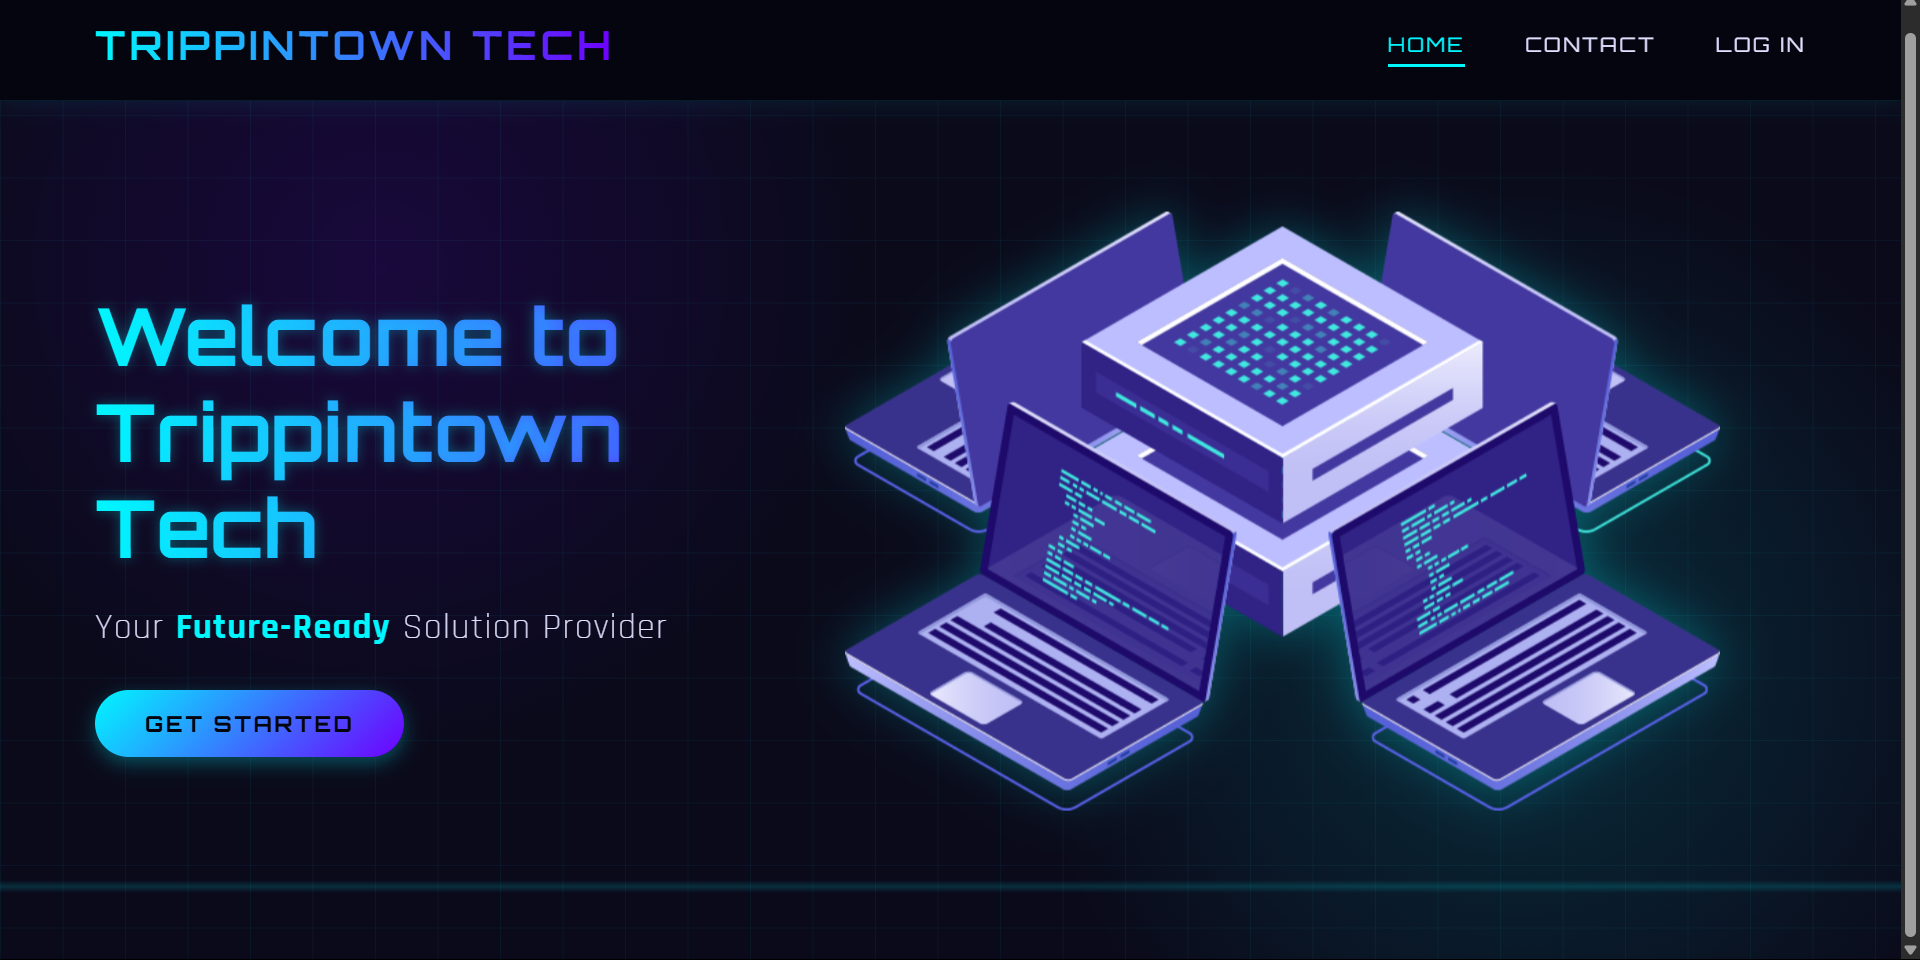 TRIPPINTOWN TECH
HOME
CONTACT
LOG IN
Welcome to
Trippintown
Tech
Your Future-Ready Solution Provider
GET STARTED